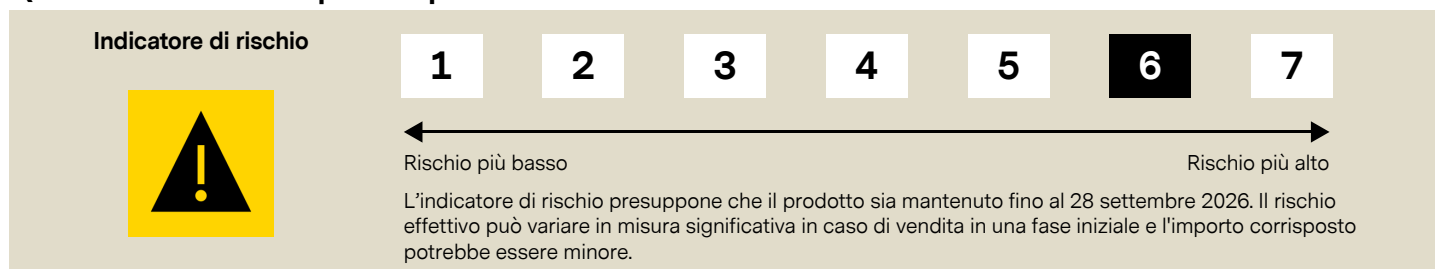 Indicatore di rischio
1 2 3 4 5 6 7
Rischio più basso Rischio più alto
L'indicatore di rischio presuppone che il prodotto sia mantenuto fino al 28 settembre 2026. Il rischio
effettivo può variare in misura significativa in caso di vendita in una fase iniziale e l'importo corrisposto
potrebbe essere minore.